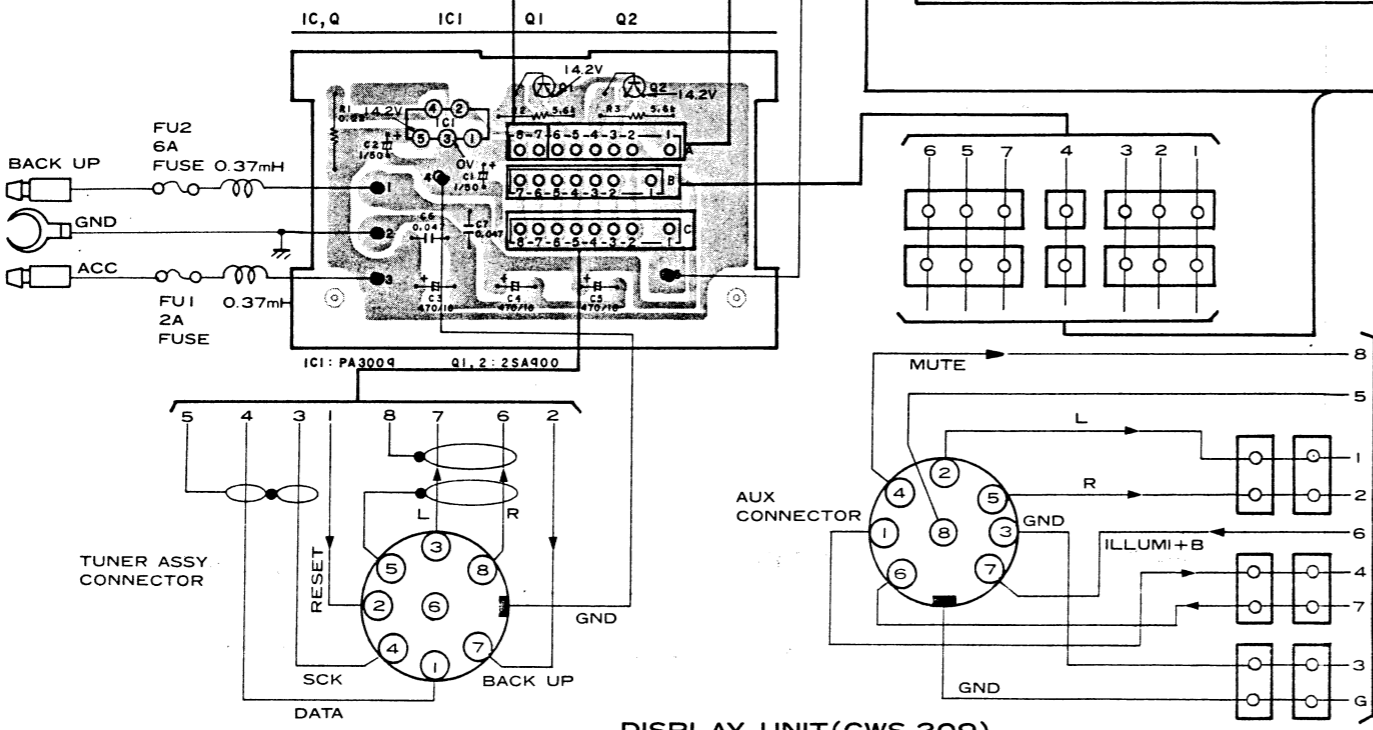 IC, Q IC1 Q1 Q2
14.2V
Q1
14.2V
Q2
R1
14.2V
4 2
IC1
5 3 1
R3 5.6k
5.6k
8-7-6-5-4-3-2 1
A
C2
1/50
0V
C1
1/50
4
7-6-5-4-3-2 1
B
C6
0.047
C7
0.047
8-7-6-5-4-3-2 1
C
1
2
3
C3
470/16
C4
470/16
C5
470/16
FU2
6A
FUSE 0.37mH
BACK UP
GND
ACC
FU1
2A
FUSE
0.37mH
IC1: PA3009 Q1, 2: 2SA900
6 5 7 4 3 2 1
5 4 3 1 8 7 6 2
L R
TUNER ASSY
CONNECTOR
RESET
3
5 8
2 6
4 7
1
GND
SCK
BACK UP
DATA
MUTE
8
5
L
1
R
2
AUX
CONNECTOR
2
4 5
1 8 3
6 7
GND
ILLUMI+B
6
4
7
3
GND
G
DISPLAY UNIT(CWS-209)